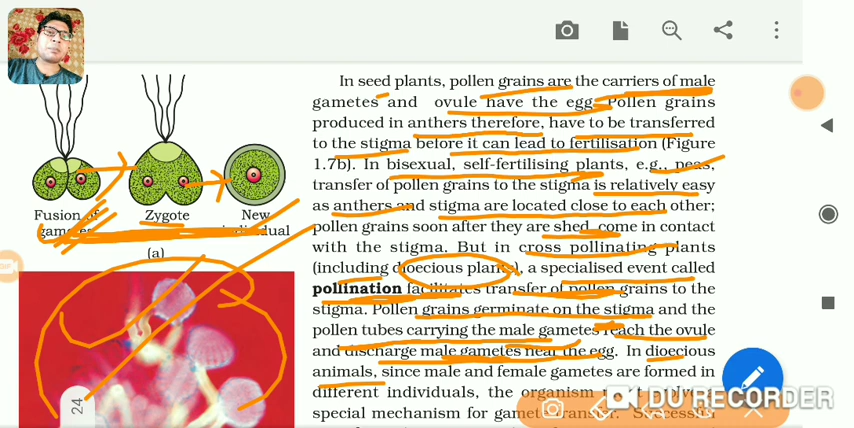 Fusion of
gametes
Zygote
New
individual
(a)
24
In seed plants, pollen grains are the carriers of male
gametes and ovule have the egg. Pollen grains
produced in anthers therefore, have to be transferred
to the stigma before it can lead to fertilisation (Figure
1.7b). In bisexual, self-fertilising plants, e.g., peas,
transfer of pollen grains to the stigma is relatively easy
as anthers and stigma are located close to each other;
pollen grains soon after they are shed, come in contact
with the stigma. But in cross pollinating plants
(including dioecious plants), a specialised event called
pollination facilitates transfer of pollen grains to the
stigma. Pollen grains germinate on the stigma and the
pollen tubes carrying the male gametes reach the ovule
and discharge male gametes near the egg. In dioecious
animals, since male and female gametes are formed in
different individuals, the organism
special mechanism for gamete transfer. Successful
DU RECORDER